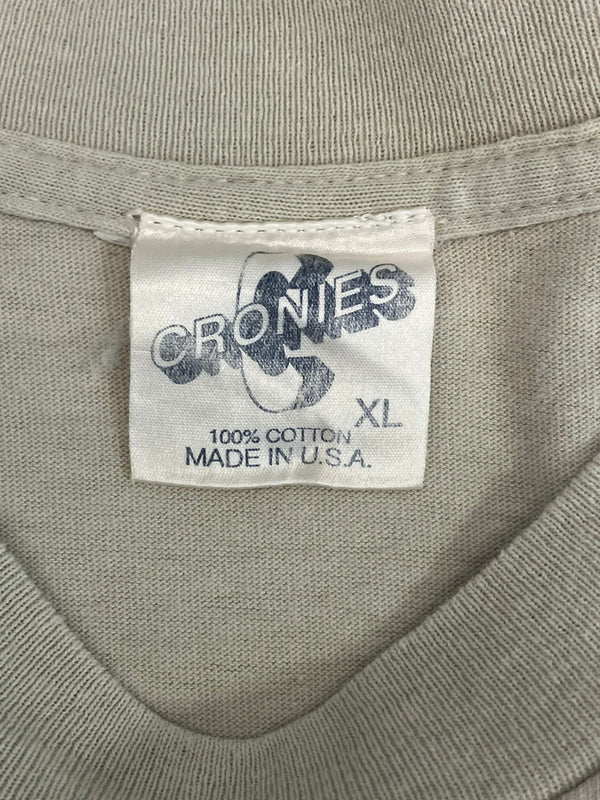 CRONIES
XL
100% COTTON
MADE IN U.S.A.